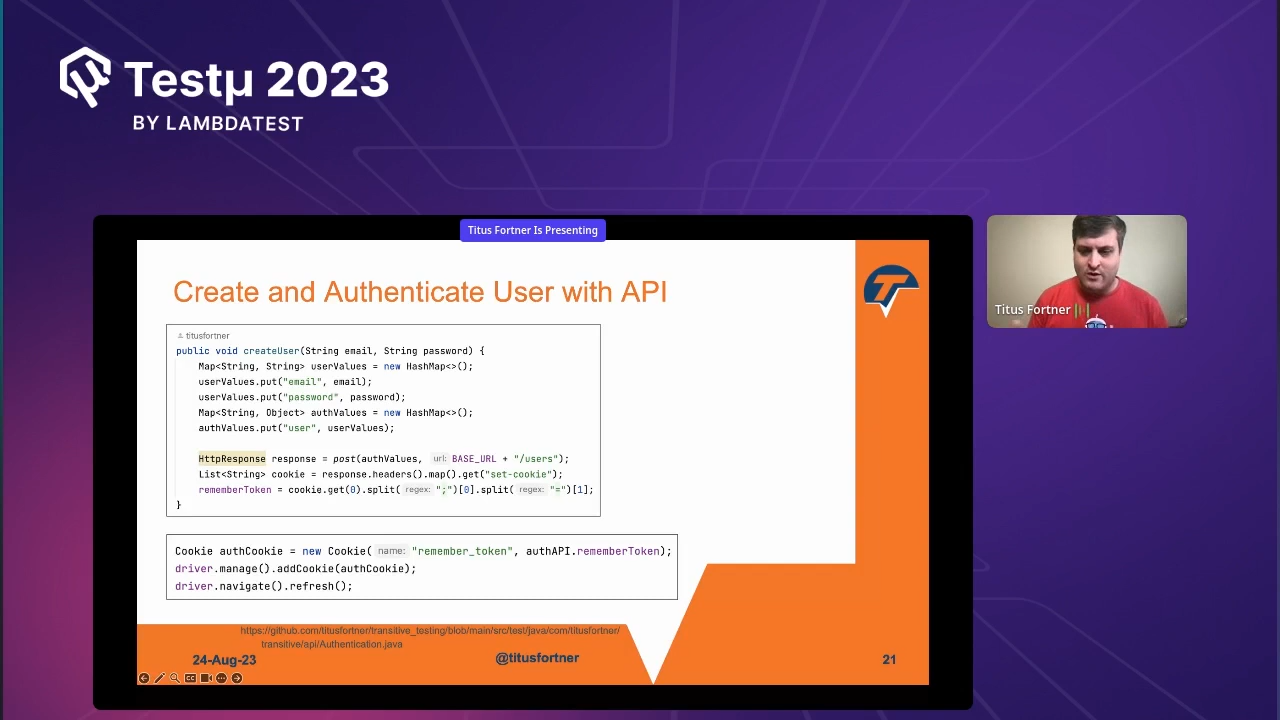 Testμ 2023
BY LAMBDATEST
Titus Fortner Is Presenting
Create and Authenticate User with API
titusfortner
public void createUser(String email, String password) {
Map<String, String> userValues = new HashMap<>();
userValues.put("email", email);
userValues.put("password", password);
Map<String, Object> authValues = new HashMap<>();
authValues.put("user", userValues);
HttpResponse response = post(authValues, url: BASE_URL + "/users");
List<String> cookie = response.headers().map().get("set-cookie");
rememberToken = cookie.get(0).split( regex: ";")[0].split( regex: "=")[1];
}
Cookie authCookie = new Cookie( name: "remember_token", authAPI.rememberToken);
driver.manage().addCookie(authCookie);
driver.navigate().refresh();
https://github.com/titusfortner/transitive_testing/blob/main/src/test/java/com/titusfortner/
transitive/api/Authentication.java
24-Aug-23
@titusfortner
21
T
CC
Titus Fortner